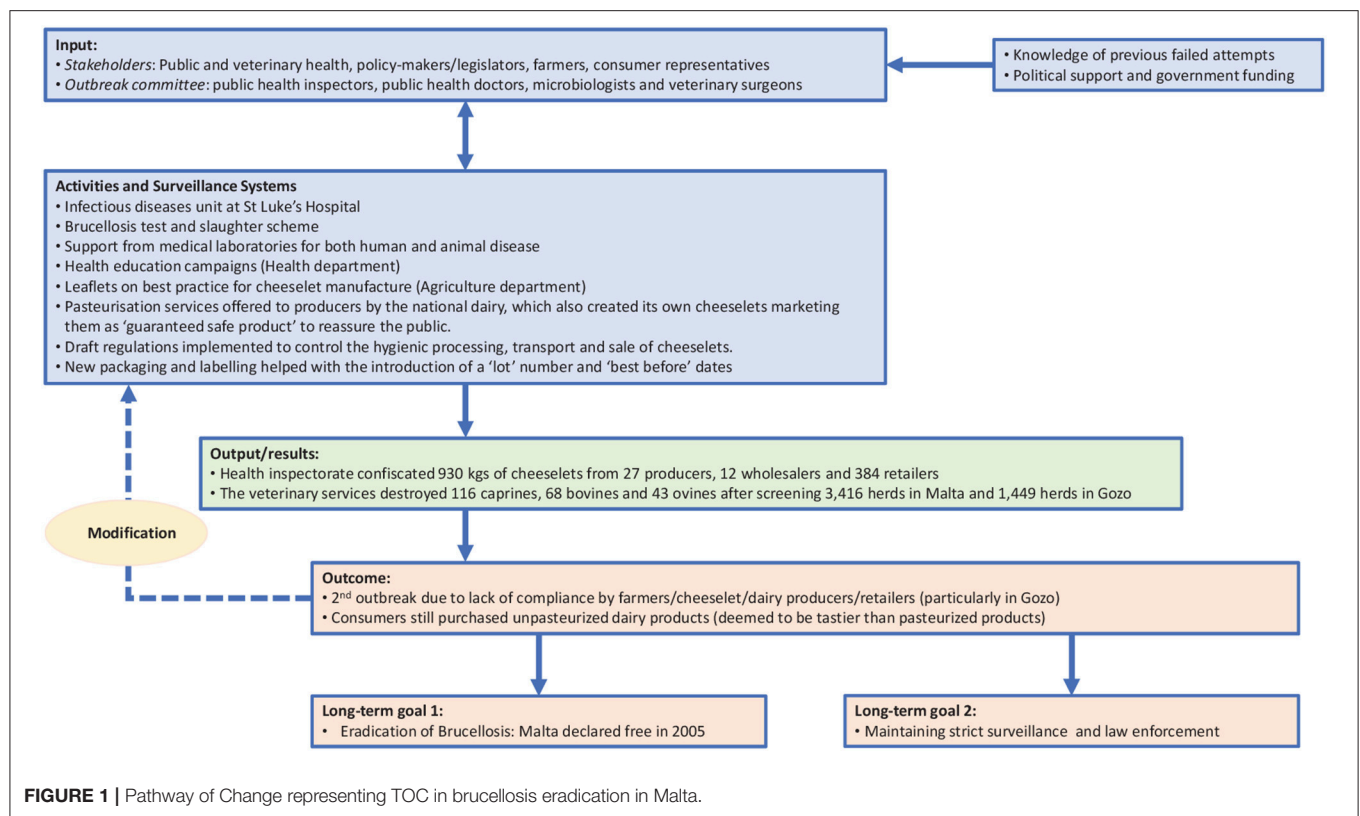 Input:
• Stakeholders: Public and veterinary health, policy-makers/legislators, farmers, consumer representatives
• Outbreak committee: public health inspectors, public health doctors, microbiologists and veterinary surgeons
• Knowledge of previous failed attempts
• Political support and government funding
Activities and Surveillance Systems
• Infectious diseases unit at St Luke's Hospital
• Brucellosis test and slaughter scheme
• Support from medical laboratories for both human and animal disease
• Health education campaigns (Health department)
• Leaflets on best practice for cheeselet manufacture (Agriculture department)
• Pasteurisation services offered to producers by the national dairy, which also created its own cheeselets marketing
them as 'guaranteed safe product' to reassure the public.
• Draft regulations implemented to control the hygienic processing, transport and sale of cheeselets.
• New packaging and labelling helped with the introduction of a 'lot' number and 'best before' dates
Output/results:
• Health inspectorate confiscated 930 kgs of cheeselets from 27 producers, 12 wholesalers and 384 retailers
• The veterinary services destroyed 116 caprines, 68 bovines and 43 ovines after screening 3,416 herds in Malta and 1,449 herds in Gozo
Modification
Outcome:
• 2nd outbreak due to lack of compliance by farmers/cheeselet/dairy producers/retailers (particularly in Gozo)
• Consumers still purchased unpasteurized dairy products (deemed to be tastier than pasteurized products)
Long-term goal 1:
• Eradication of Brucellosis: Malta declared free in 2005
Long-term goal 2:
• Maintaining strict surveillance and law enforcement
FIGURE 1 | Pathway of Change representing TOC in brucellosis eradication in Malta.